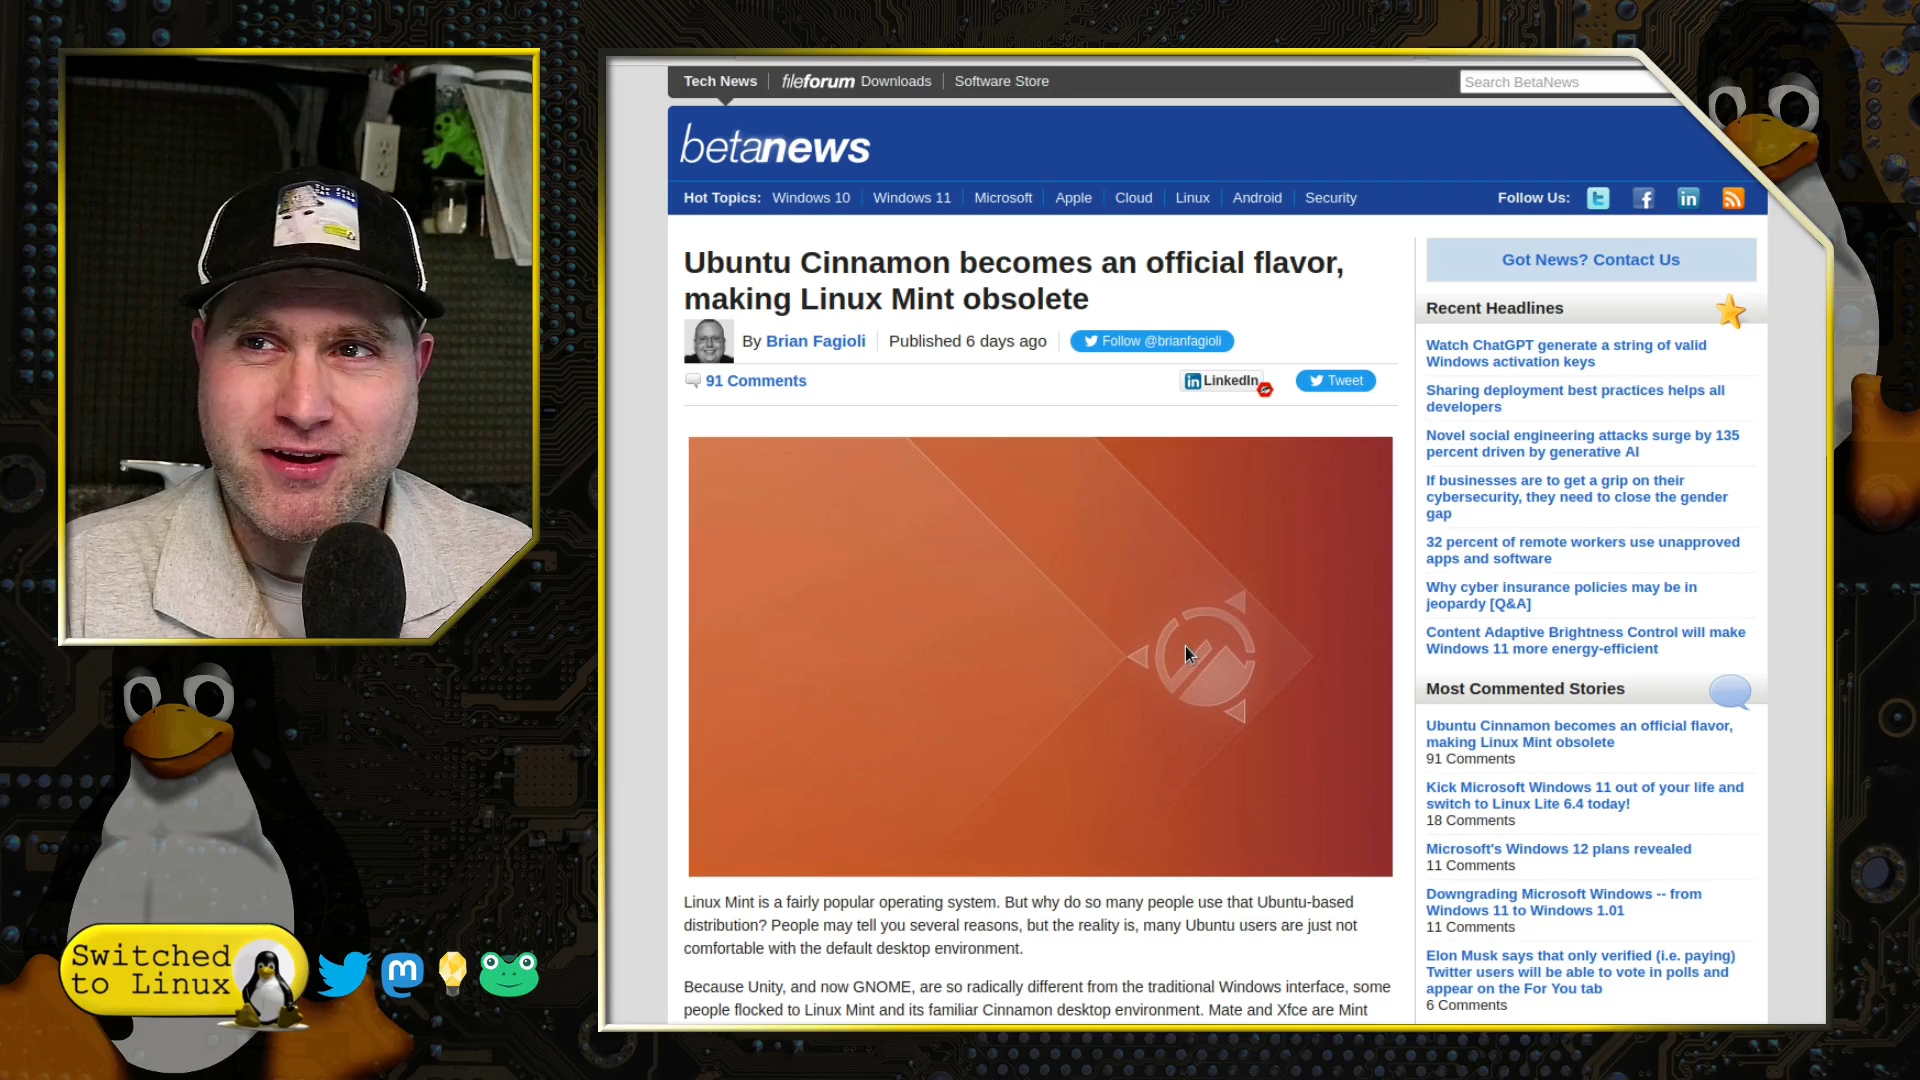 Tech News
fileforum Downloads
Software Store
Search BetaNews
betanews
Hot Topics: Windows 10 Windows 11 Microsoft Apple Cloud Linux Android Security
Follow Us:
Ubuntu Cinnamon becomes an official flavor,
making Linux Mint obsolete
By Brian Fagioli
Published 6 days ago
Follow @brianfagioli
91 Comments
LinkedIn
Tweet
Linux Mint is a fairly popular operating system. But why do so many people use that Ubuntu-based
distribution? People may tell you several reasons, but the reality is, many Ubuntu users are just not
comfortable with the default desktop environment.
Because Unity, and now GNOME, are so radically different from the traditional Windows interface, some
people flocked to Linux Mint and its familiar Cinnamon desktop environment. Mate and Xfce are Mint
Got News? Contact Us
Recent Headlines
Watch ChatGPT generate a string of valid
Windows activation keys
Sharing deployment best practices helps all
developers
Novel social engineering attacks surge by 135
percent driven by generative AI
If businesses are to get a grip on their
cybersecurity, they need to close the gender
gap
32 percent of remote workers use unapproved
apps and software
Why cyber insurance policies may be in
jeopardy [Q&A]
Content Adaptive Brightness Control will make
Windows 11 more energy-efficient
Most Commented Stories
Ubuntu Cinnamon becomes an official flavor,
making Linux Mint obsolete
91 Comments
Kick Microsoft Windows 11 out of your life and
switch to Linux Lite 6.4 today!
18 Comments
Microsoft's Windows 12 plans revealed
11 Comments
Downgrading Microsoft Windows -- from
Windows 11 to Windows 1.01
11 Comments
Elon Musk says that only verified (i.e. paying)
Twitter users will be able to vote in polls and
appear on the For You tab
6 Comments
Switched
to Linux